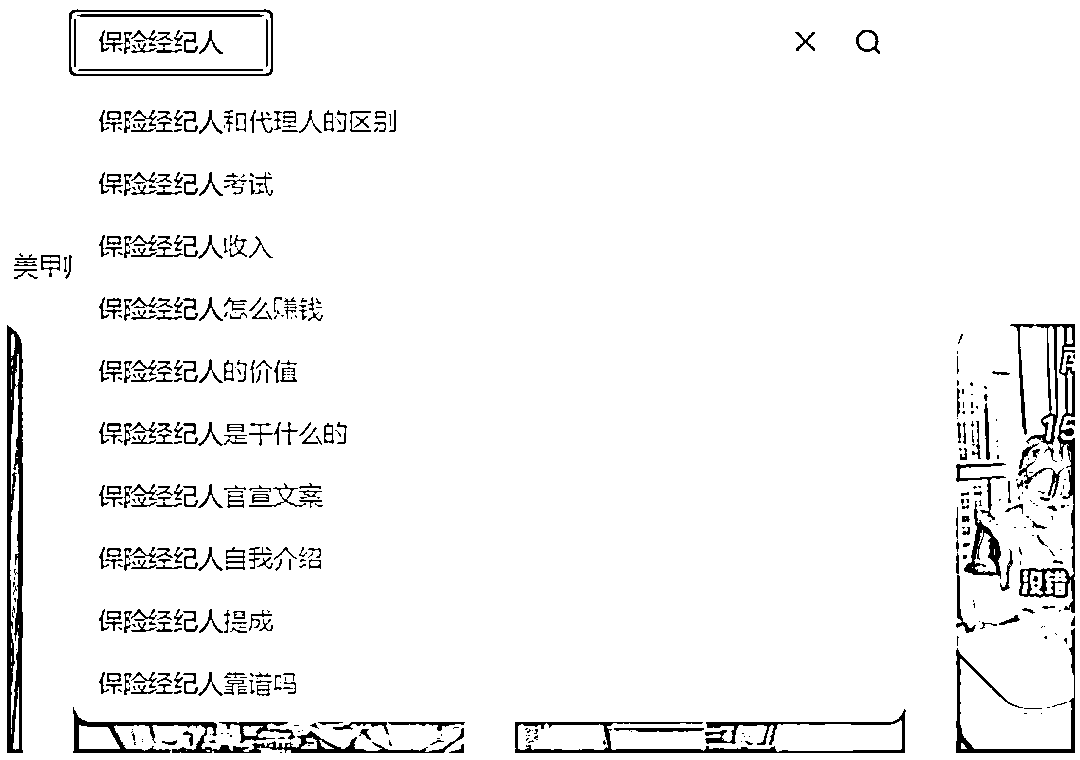 保险经纪人
保险经纪人和代理人的区别
保险经纪人考试
保险经纪人收入
美甲
保险经纪人怎么赚钱
保险经纪人的价值
保险经纪人是干什么的
15
保险经纪人官宣文案
保险经纪人自我介绍
没错
保险经纪人提成
保险经纪人靠谱吗